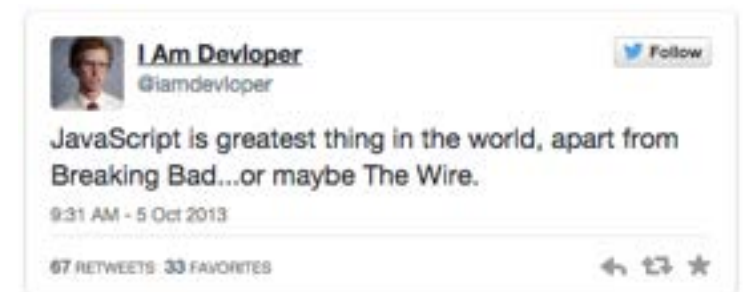 I Am Devloper
Follow
@iamdevloper
JavaScript is greatest thing in the world, apart from
Breaking Bad...or maybe The Wire.
9:31 AM - 5 Oct 2013
67 RETWEETS 33 FAVORITES